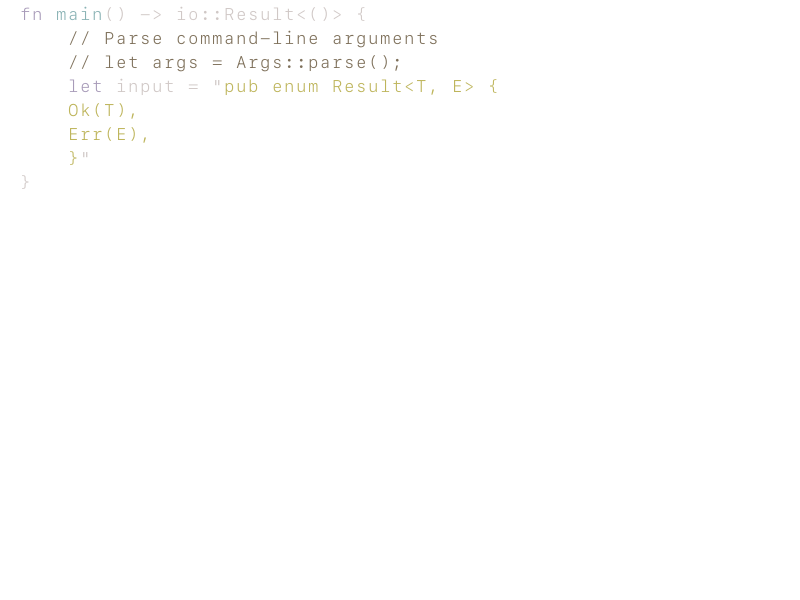 fn main() -> io::Result<()> {
    // Parse command-line arguments
    // let args = Args::parse();
    let input = "pub enum Result<T, E> {
    Ok(T),
    Err(E),
    }"
}